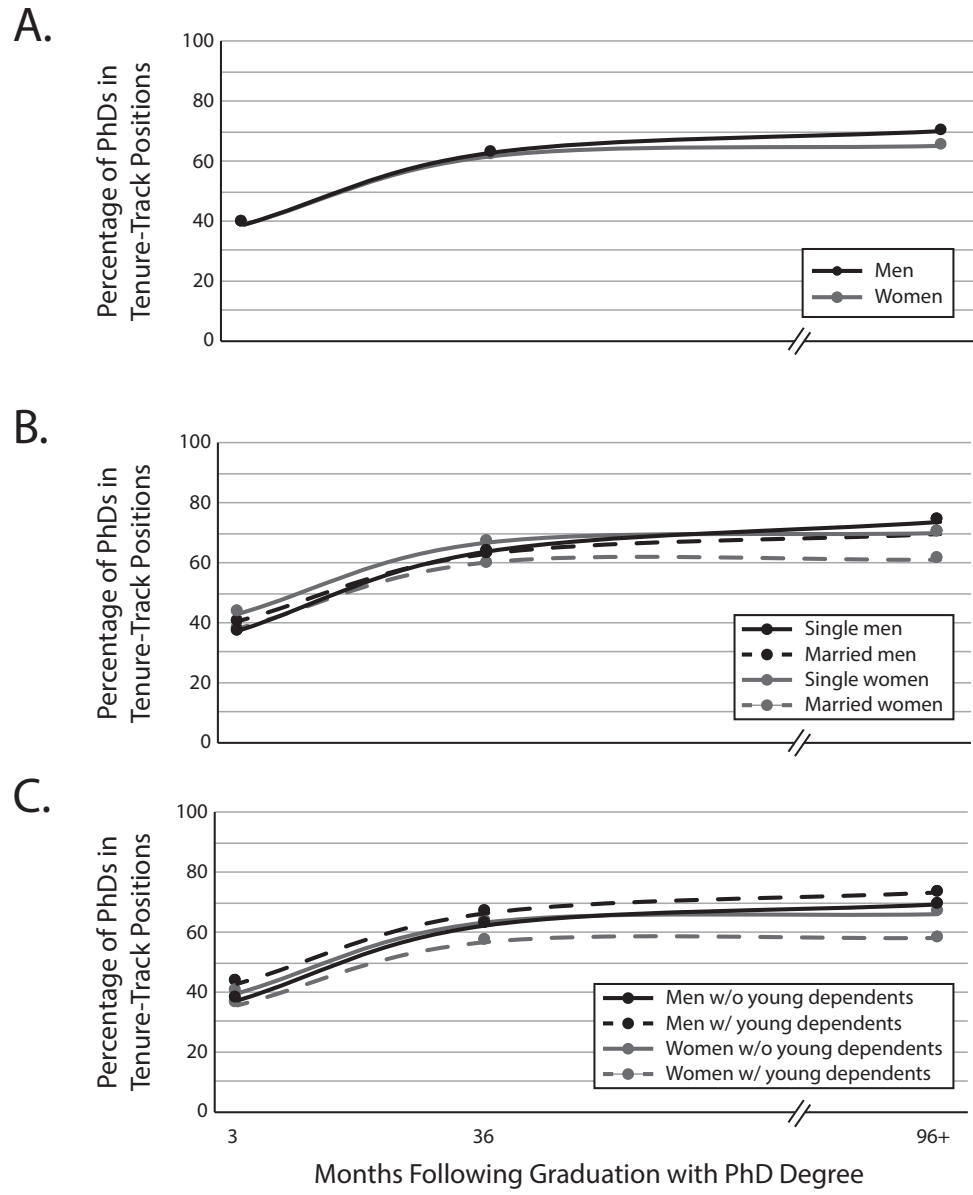 A.
Percentage of PhDs in
Tenure-Track Positions
100
80
60
40
20
0
Men
Women
B.
Percentage of PhDs in
Tenure-Track Positions
100
80
60
40
20
0
Single men
Married men
Single women
Married women
C.
Percentage of PhDs in
Tenure-Track Positions
100
80
60
40
20
0
Men w/o young dependents
Men w/ young dependents
Women w/o young dependents
Women w/ young dependents
3 36 96+
Months Following Graduation with PhD Degree